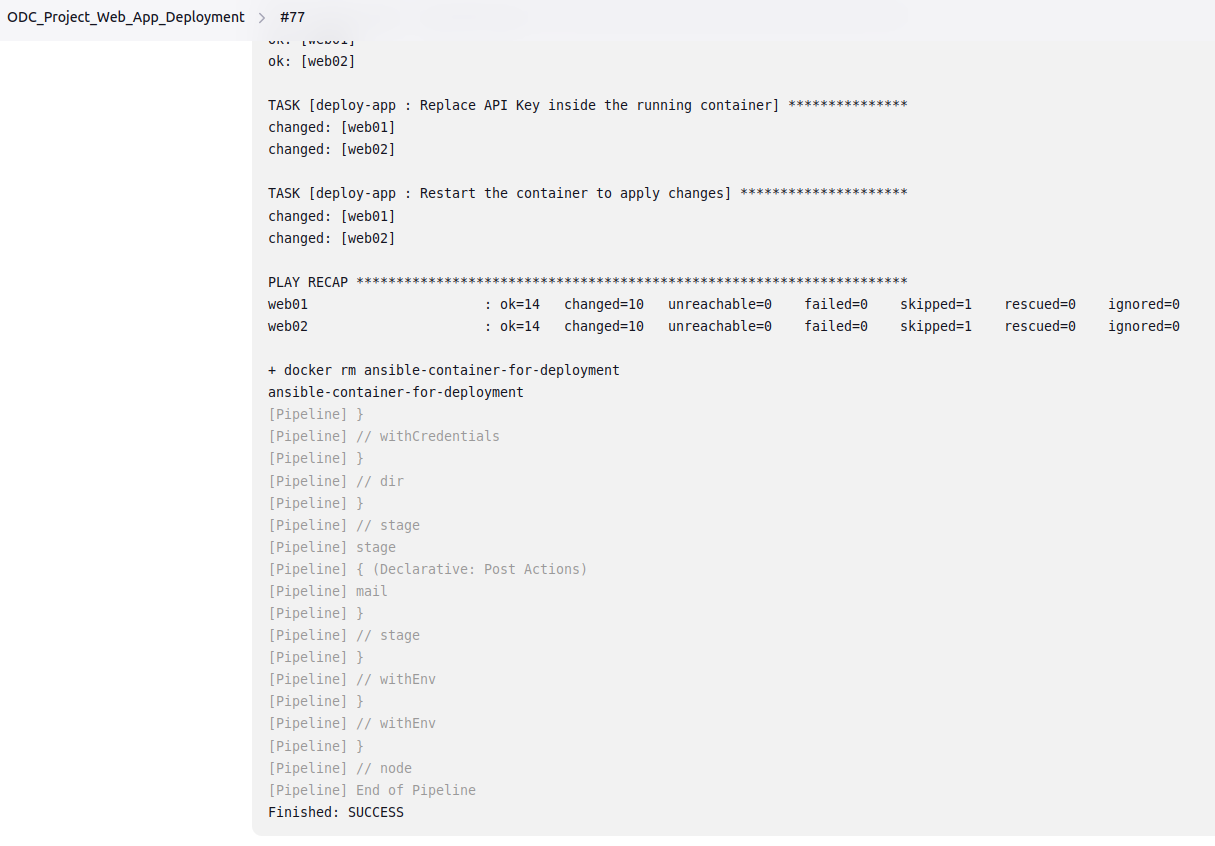 ODC_Project_Web_App_Deployment > #77
ok: [web01]
ok: [web02]
TASK [deploy-app : Replace API Key inside the running container] ***************
changed: [web01]
changed: [web02]
TASK [deploy-app : Restart the container to apply changes] *********************
changed: [web01]
changed: [web02]
PLAY RECAP *********************************************************************
web01 : ok=14 changed=10 unreachable=0 failed=0 skipped=1 rescued=0 ignored=0
web02 : ok=14 changed=10 unreachable=0 failed=0 skipped=1 rescued=0 ignored=0
+ docker rm ansible-container-for-deployment
ansible-container-for-deployment
[Pipeline] }
[Pipeline] // withCredentials
[Pipeline] }
[Pipeline] // dir
[Pipeline] }
[Pipeline] // stage
[Pipeline] stage
[Pipeline] { (Declarative: Post Actions)
[Pipeline] mail
[Pipeline] }
[Pipeline] // stage
[Pipeline] }
[Pipeline] // withEnv
[Pipeline] }
[Pipeline] // withEnv
[Pipeline] }
[Pipeline] // node
[Pipeline] End of Pipeline
Finished: SUCCESS